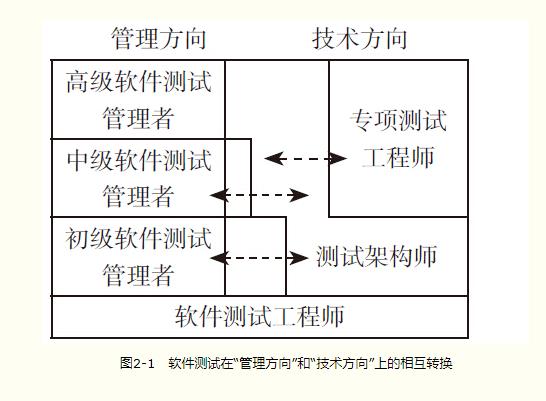 管理方向 技术方向
高级软件测试
管理者
专项测试
工程师
中级软件测试
管理者
初级软件测试
管理者
测试架构师
软件测试工程师
图2-1 软件测试在“管理方向”和“技术方向”上的相互转换